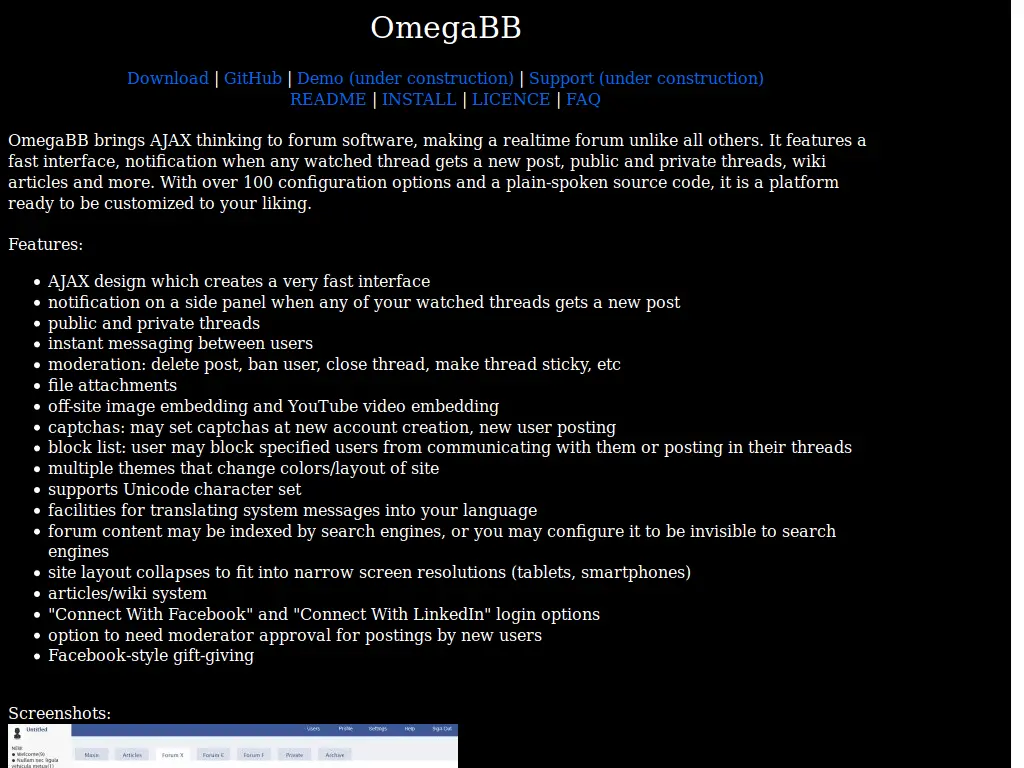 OmegaBB
Download | GitHub | Demo (under construction) | Support (under construction)
README | INSTALL | LICENCE | FAQ
OmegaBB brings AJAX thinking to forum software, making a realtime forum unlike all others. It features a
fast interface, notification when any watched thread gets a new post, public and private threads, wiki
articles and more. With over 100 configuration options and a plain-spoken source code, it is a platform
ready to be customized to your liking.
Features:
• AJAX design which creates a very fast interface
• notification on a side panel when any of your watched threads gets a new post
• public and private threads
• instant messaging between users
• moderation: delete post, ban user, close thread, make thread sticky, etc
• file attachments
• off-site image embedding and YouTube video embedding
• captchas: may set captchas at new account creation, new user posting
• block list: user may block specified users from communicating with them or posting in their threads
• multiple themes that change colors/layout of site
• supports Unicode character set
• facilities for translating system messages into your language
• forum content may be indexed by search engines, or you may configure it to be invisible to search
engines
• site layout collapses to fit into narrow screen resolutions (tablets, smartphones)
• articles/wiki system
• "Connect With Facebook" and "Connect With LinkedIn" login options
• option to need moderator approval for postings by new users
• Facebook-style gift-giving
Screenshots:
Untitled Users Profile Settings Help Sign Out
NEW
• Welcome(9)
• Nullam nec ligula
Articles Forum X Forum E Forum F Private Archive